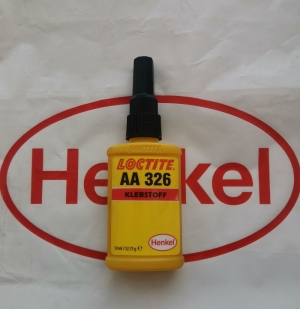 Henkel
LOCTITE
AA 326
KLEBSTOFF
Henkel